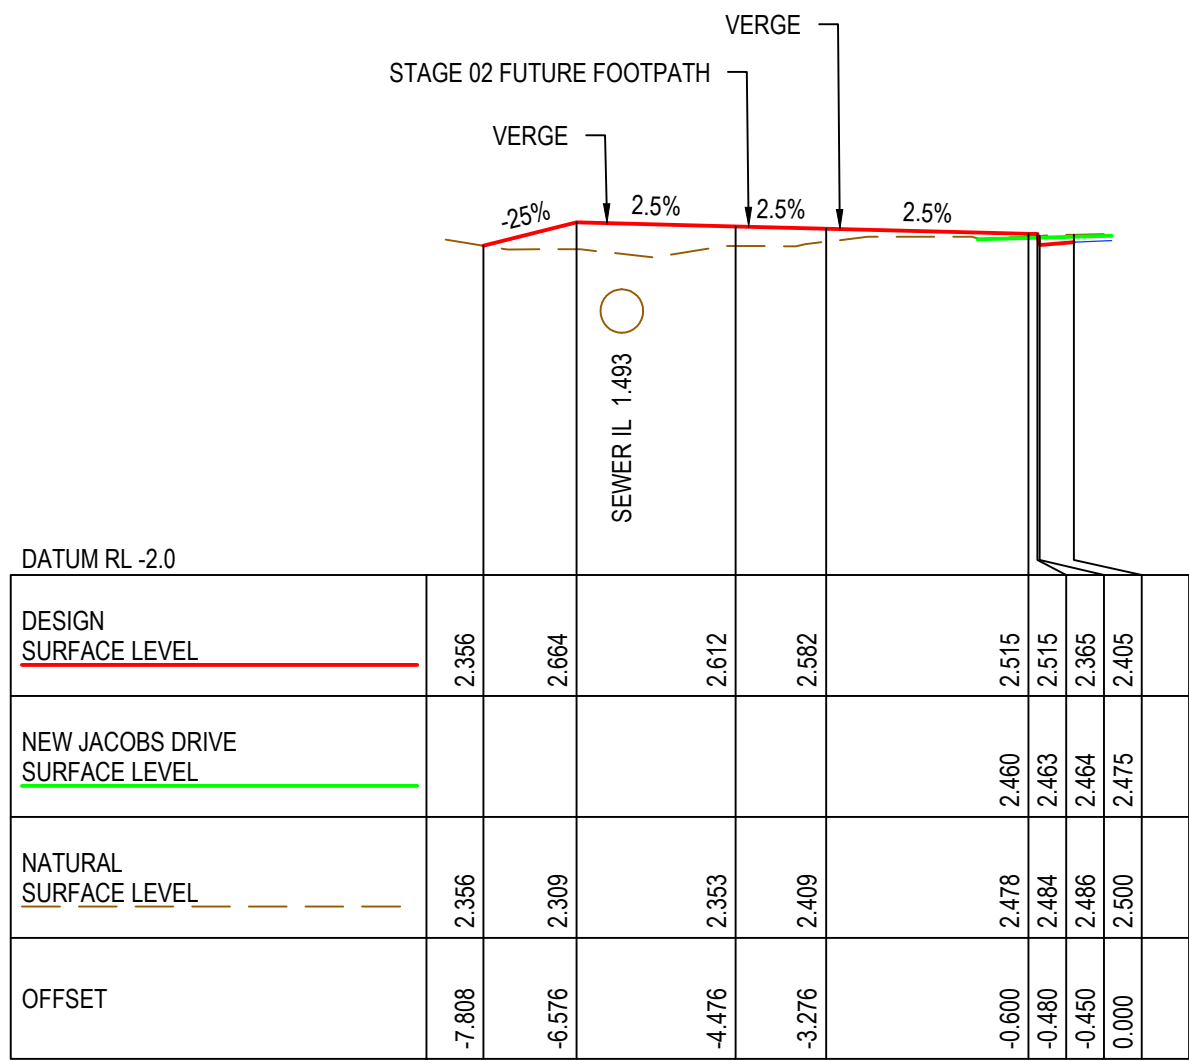 VERGE
STAGE 02 FUTURE FOOTPATH
VERGE
-25%
2.5%
2.5%
2.5%
SEWER IL 1.493
DATUM RL -2.0
DESIGN
SURFACE LEVEL
2.356
2.664
2.612
2.582
2.515
2.515
2.365
2.405
NEW JACOBS DRIVE
SURFACE LEVEL
2.460
2.463
2.464
2.475
NATURAL
SURFACE LEVEL
2.356
2.309
2.353
2.409
2.478
2.484
2.486
2.500
OFFSET
-7.808
-6.576
-4.476
-3.276
-0.600
-0.480
-0.450
0.000